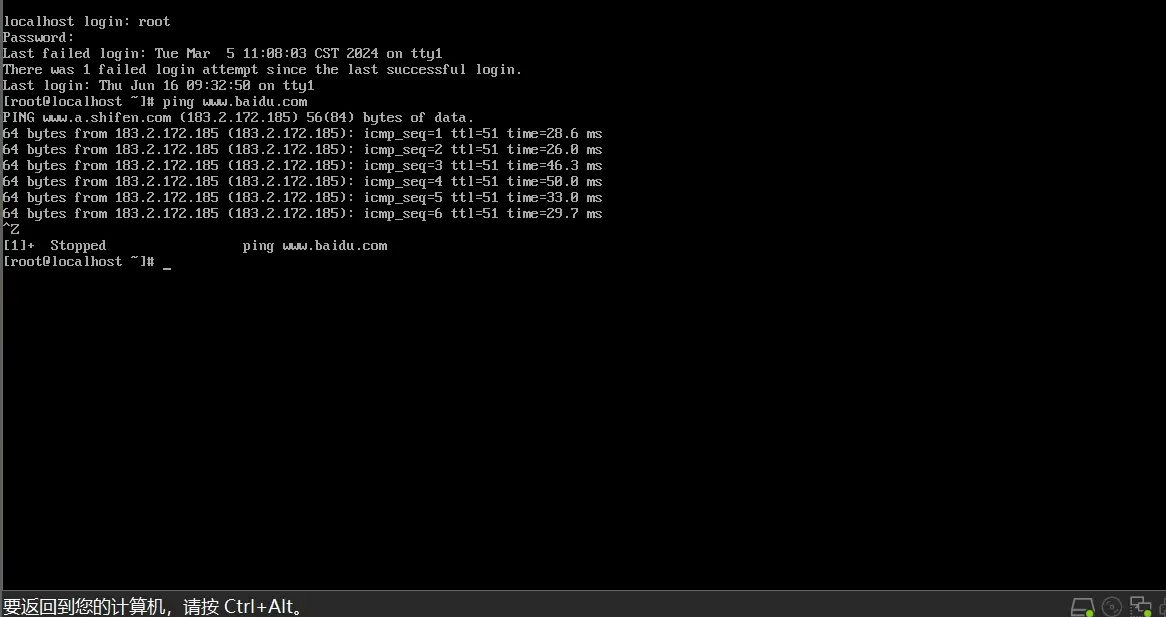 localhost login: root
Password:
Last failed login: Tue Mar  5 11:08:03 CST 2024 on tty1
There was 1 failed login attempt since the last successful login.
Last login: Thu Jun 16 09:32:50 on tty1
[root@localhost ~]# ping www.baidu.com
PING www.a.shifen.com (183.2.172.185) 56(84) bytes of data.
64 bytes from 183.2.172.185 (183.2.172.185): icmp_seq=1 ttl=51 time=28.6 ms
64 bytes from 183.2.172.185 (183.2.172.185): icmp_seq=2 ttl=51 time=26.0 ms
64 bytes from 183.2.172.185 (183.2.172.185): icmp_seq=3 ttl=51 time=46.3 ms
64 bytes from 183.2.172.185 (183.2.172.185): icmp_seq=4 ttl=51 time=50.0 ms
64 bytes from 183.2.172.185 (183.2.172.185): icmp_seq=5 ttl=51 time=33.0 ms
64 bytes from 183.2.172.185 (183.2.172.185): icmp_seq=6 ttl=51 time=29.7 ms
^Z
[1]+  Stopped                 ping www.baidu.com
[root@localhost ~]# _
要返回到您的计算机，请按 Ctrl+Alt。